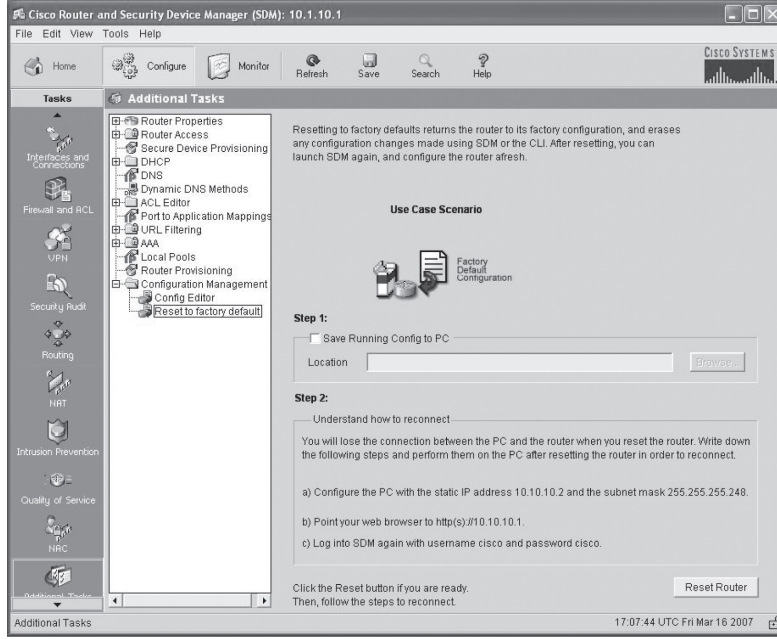 Cisco Router and Security Device Manager (SDM): 10.1.10.1
File Edit View Tools Help
Home Configure Monitor Refresh Save Search Help
CISCO SYSTEMS
Tasks
Additional Tasks
Interfaces and Connections
Firewall and ACL
VPN
Security Audit
Routing
NAT
Intrusion Prevention
Quality of Service
NAC
Additional Tasks
Router Properties
Router Access
Secure Device Provisioning
DHCP
DNS
Dynamic DNS Methods
ACL Editor
Port to Application Mappings
URL Filtering
AAA
Local Pools
Router Provisioning
Configuration Management
Config Editor
Reset to factory default
Resetting to factory defaults returns the router to its factory configuration, and erases
any configuration changes made using SDM or the CLI. After resetting, you can
launch SDM again, and configure the router afresh.
Use Case Scenario
Factory
Default
Configuration
Step 1:
Save Running Config to PC
Location
Browse...
Step 2:
Understand how to reconnect
You will lose the connection between the PC and the router when you reset the router. Write down
the following steps and perform them on the PC after resetting the router in order to reconnect.
a) Configure the PC with the static IP address 10.10.10.2 and the subnet mask 255.255.255.248.
b) Point your web browser to http(s)://10.10.10.1.
c) Log into SDM again with username cisco and password cisco.
Click the Reset button if you are ready.
Then, follow the steps to reconnect.
Reset Router
Additional Tasks
17:07:44 UTC Fri Mar 16 2007